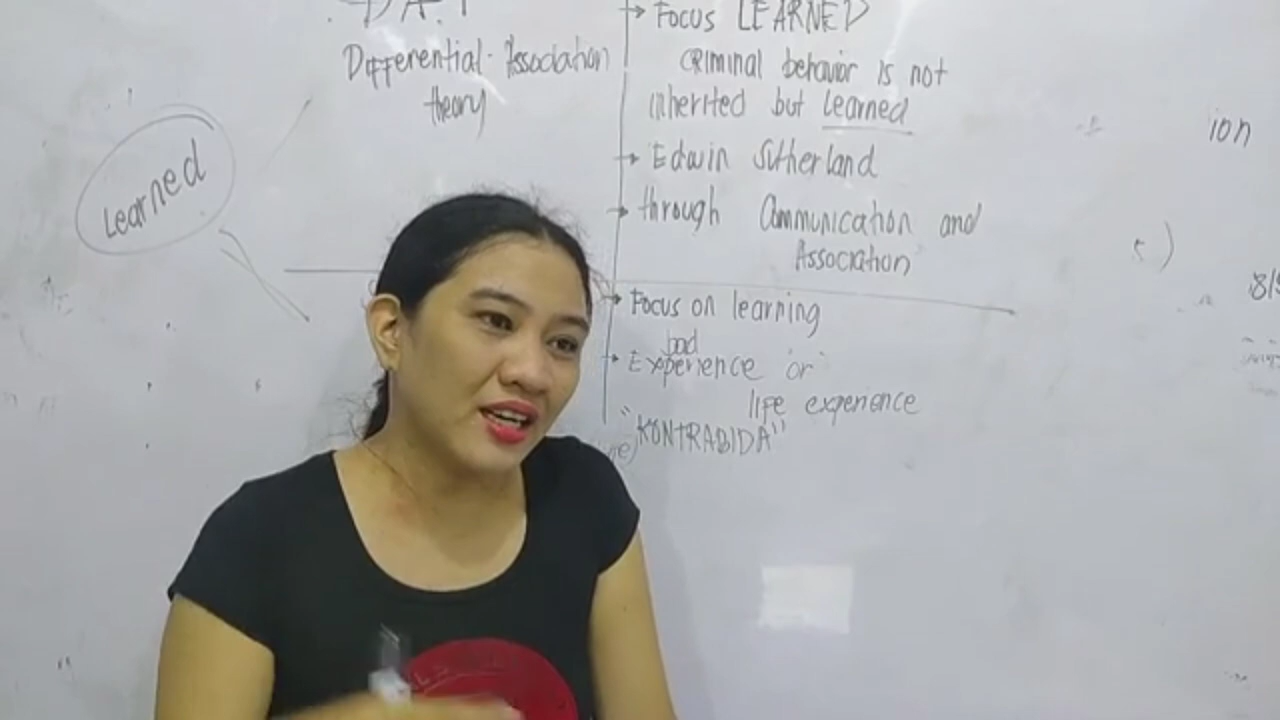 D.A.T
Differential Association
theory
Learned
Focus LEARNED
criminal behavior is not
inherited but learned
Edwin Sutherland
through Communication and
Association
Focus on learning
bad
Experience or
life experience
"KONTRABIDA"
ion